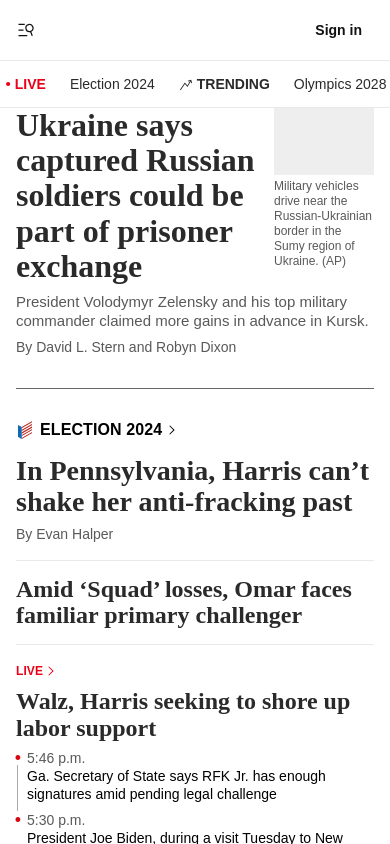 Sign in
LIVE Election 2024 TRENDING Olympics 2028
Ukraine says
captured Russian
soldiers could be
part of prisoner
exchange
Military vehicles
drive near the
Russian-Ukrainian
border in the
Sumy region of
Ukraine. (AP)
President Volodymyr Zelensky and his top military
commander claimed more gains in advance in Kursk.
By David L. Stern and Robyn Dixon
ELECTION 2024
In Pennsylvania, Harris can’t
shake her anti-fracking past
By Evan Halper
Amid ‘Squad’ losses, Omar faces
familiar primary challenger
LIVE
Walz, Harris seeking to shore up
labor support
5:46 p.m.
Ga. Secretary of State says RFK Jr. has enough
signatures amid pending legal challenge
5:30 p.m.
President Joe Biden, during a visit Tuesday to New